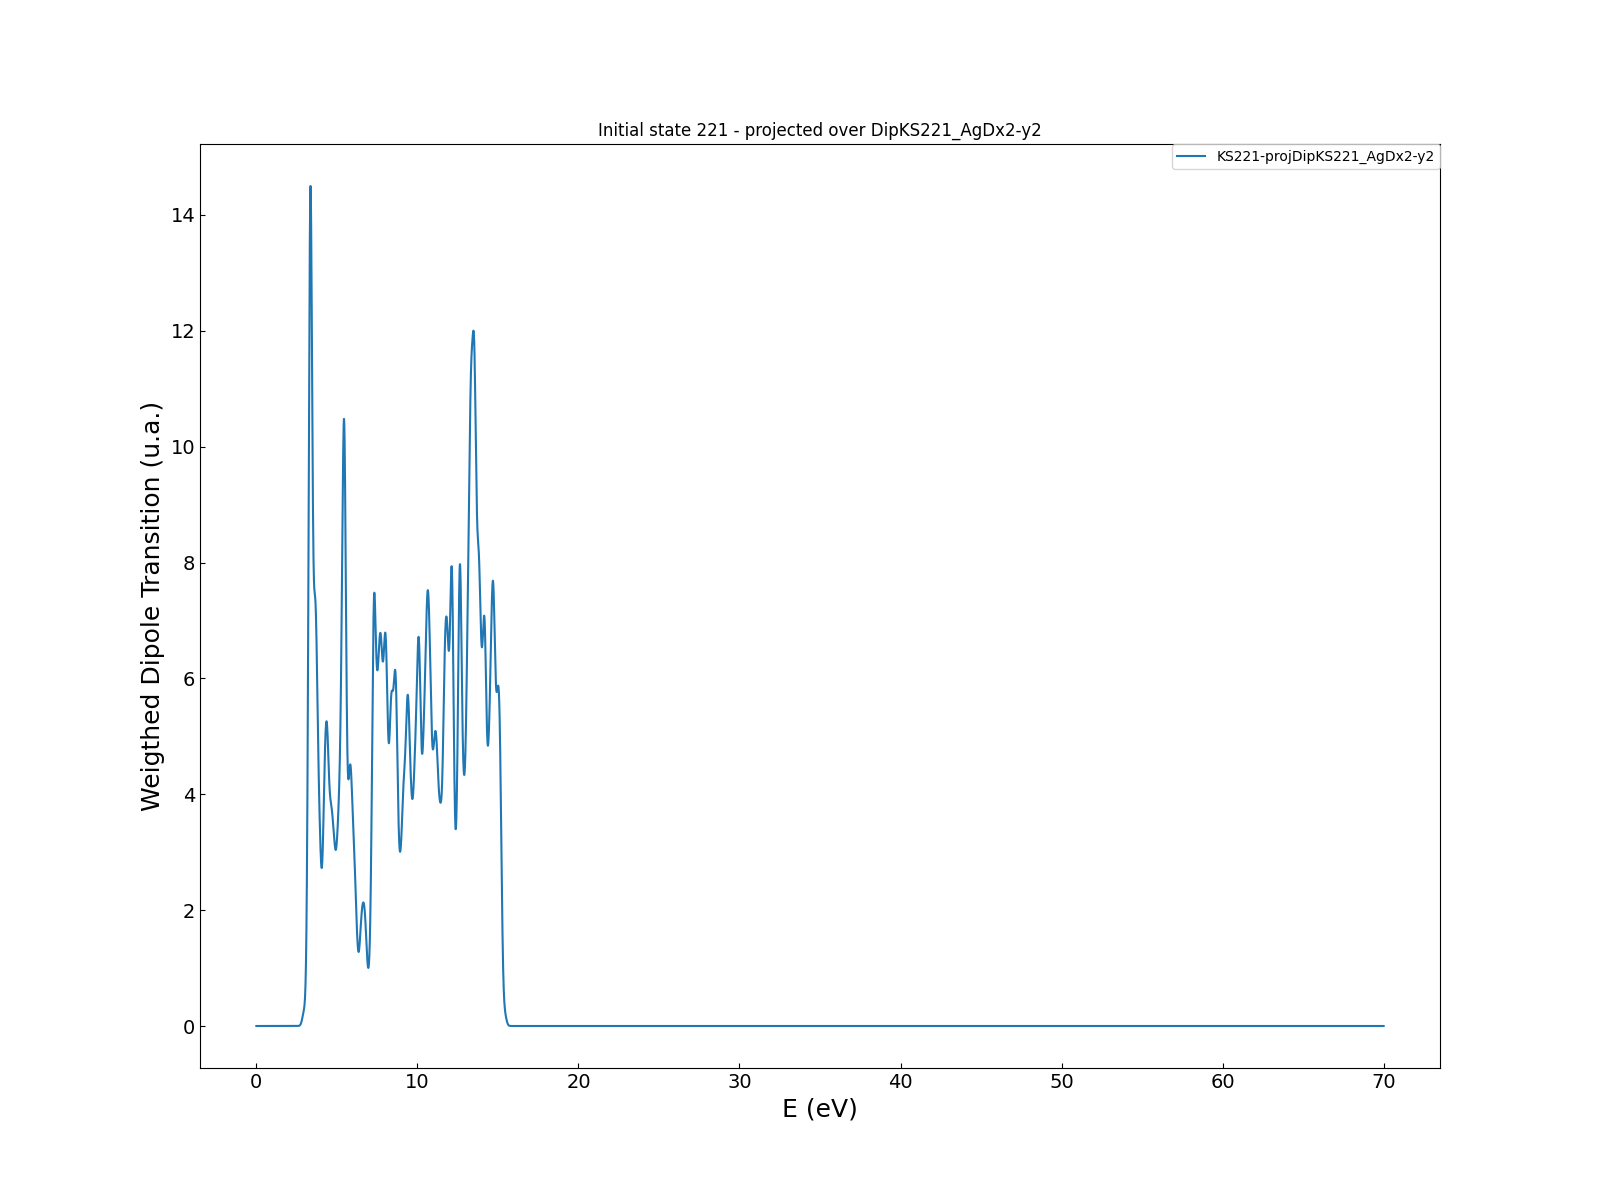 Initial state 221 - projected over DipKS221_AgDx2-y2
KS221-projDipKS221_AgDx2-y2
Weigthed Dipole Transition (u.a.)
14
12
10
8
6
4
2
0
0 10 20 30 40 50 60 70
E (eV)